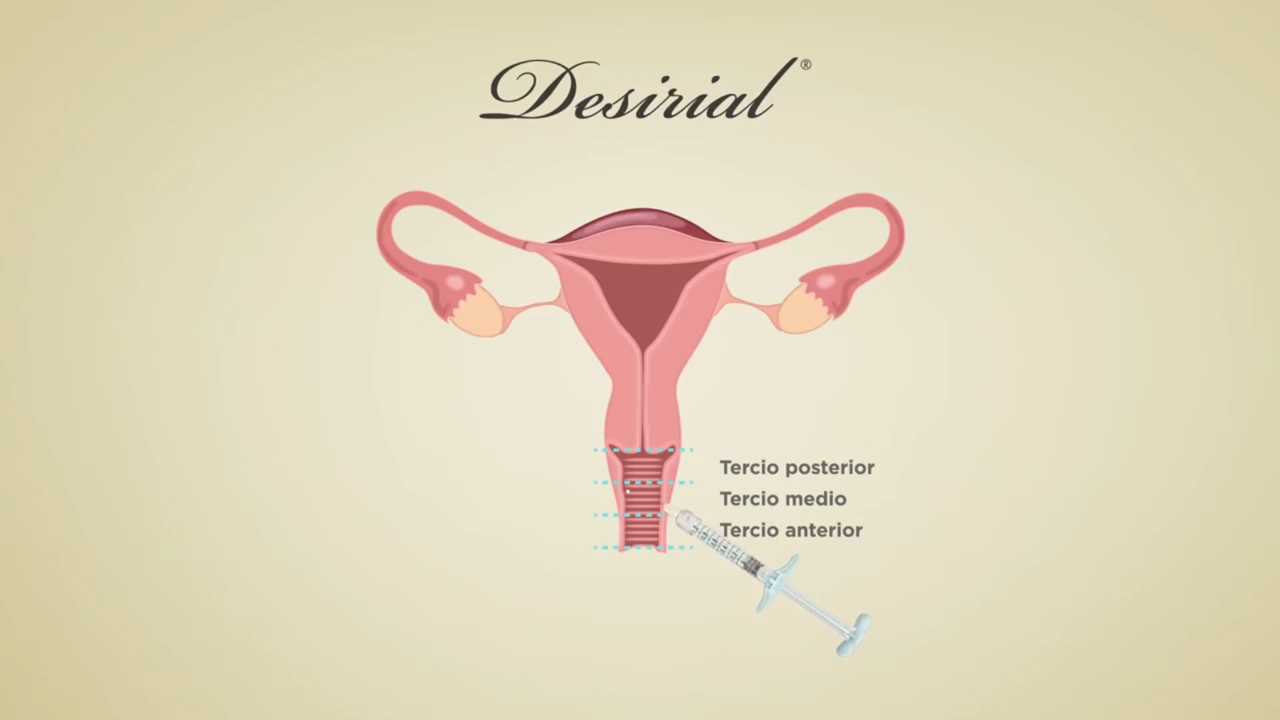 Desirial®
Tercio posterior
Tercio medio
Tercio anterior